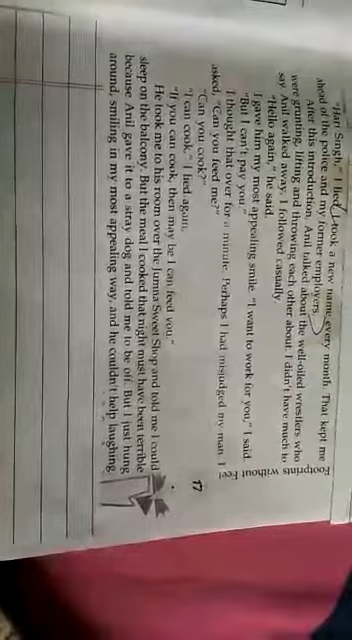 "Hari Singh," I lied. I took a new name every month. That kept me
ahead of the police and my former employers.
After this introduction, Anil talked about the well-oiled wrestlers who
were grunting, lifting and throwing each other about. I didn't have much to
say. Anil walked away. I followed casually.
"Hello again," he said.
I gave him my most appealing smile. "I want to work for you," I said.
"But I can't pay you."
I thought that over for a minute. Perhaps I had misjudged my man. I
asked, "Can you feed me?"
"Can you cook?"
"I can cook," I lied again.
"If you can cook, then may be I can feed you."
He took me to his room over the Jumna Sweet Shop and told me I could
sleep on the balcony. But the meal I cooked that night must have been terrible
because Anil gave it to a stray dog and told me to be off. But I just hung
around, smiling in my most appealing way, and he couldn't help laughing.
17
Footprints without Feet